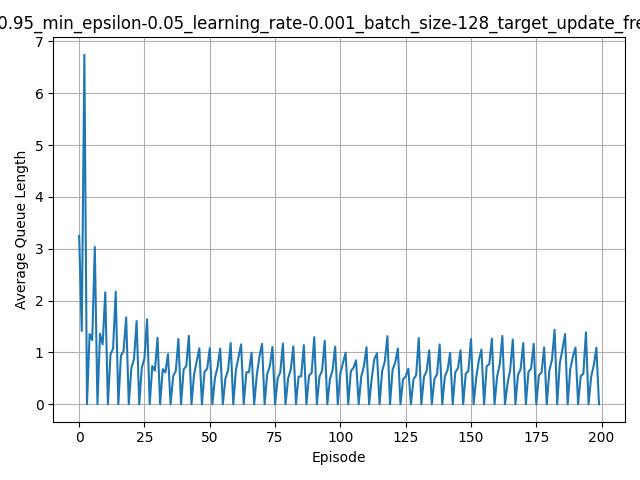 0.95_min_epsilon-0.05_learning_rate-0.001_batch_size-128_target_update_fre
7
6
5
4
3
2
1
0
Average Queue Length
0 25 50 75 100 125 150 175 200
Episode